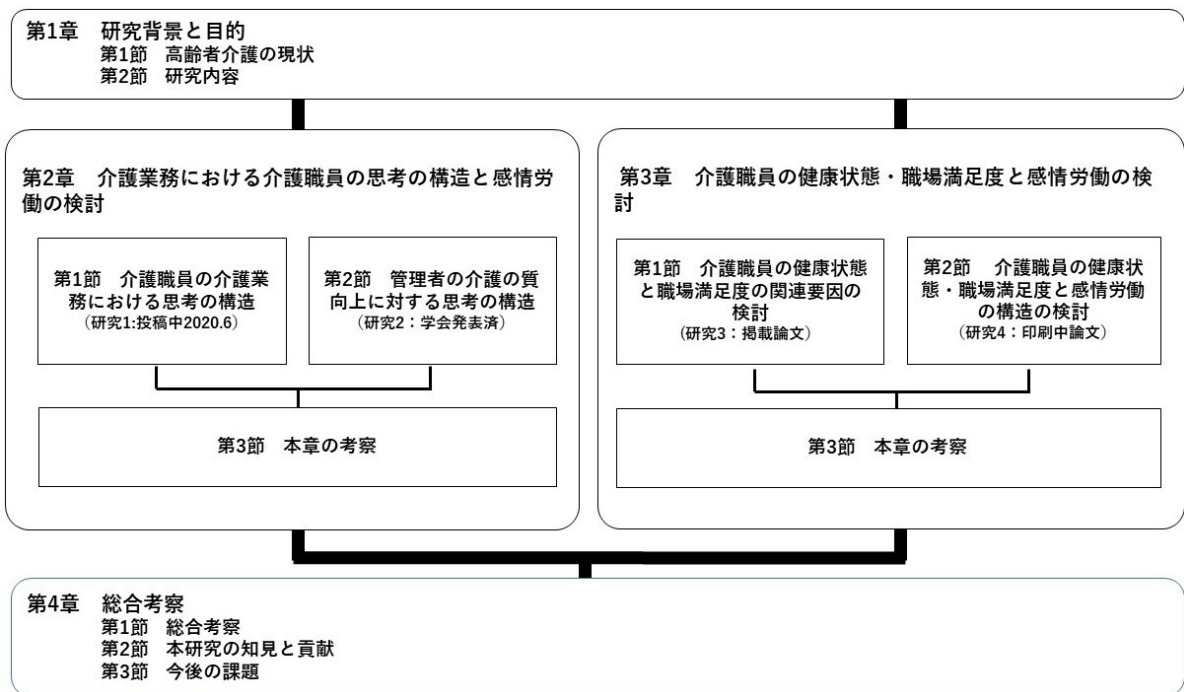 第1章　研究背景と目的
第1節　高齢者介護の現状
第2節　研究内容
第2章　介護業務における介護職員の思考の構造と感情労
働の検討
第1節　介護職員の介護業
務における思考の構造
（研究1:投稿中2020.6）
第2節　管理者の介護の質
向上に対する思考の構造
（研究2：学会発表済）
第3節　本章の考察
第3章　介護職員の健康状態・職場満足度と感情労働の検
討
第1節　介護職員の健康状態
と職場満足度の関連要因の
検討
(研究3：掲載論文)
第2節　介護職員の健康状
態・職場満足度と感情労働
の構造の検討
（研究4：印刷中論文）
第3節　本章の考察
第4章　総合考察
第1節　総合考察
第2節　本研究の知見と貢献
第3節　今後の課題